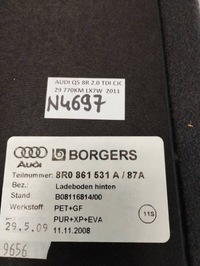 AUDI Q5 8R 2.0 TDI CJC
29 770KM LX7W 2011
N4697
Audi BORGERS
Teilnummer: 8R0 861 531 A / 87A
Bez.: Ladeboden hinten
Stand: B08116814/00
Werkstoff: PET+GF
PUR+XP+EVA
29.5.09 11.11.2008
11S
9656